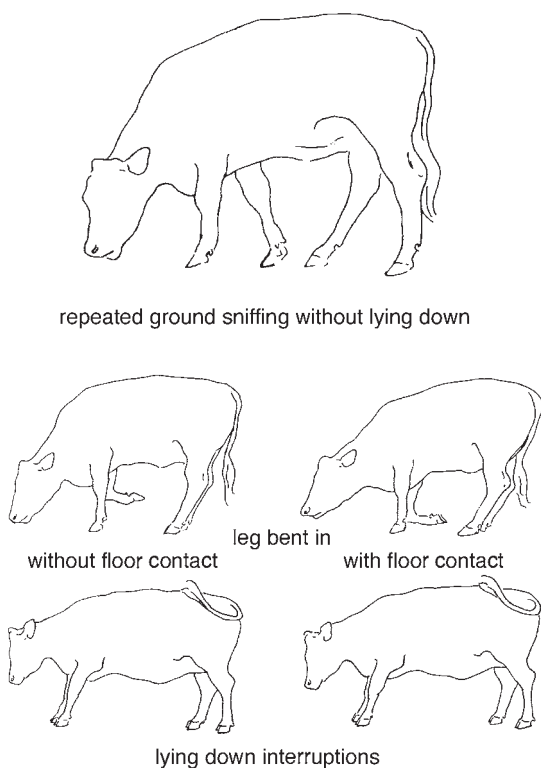 repeated ground sniffing without lying down
leg bent in
without floor contact
with floor contact
lying down interruptions